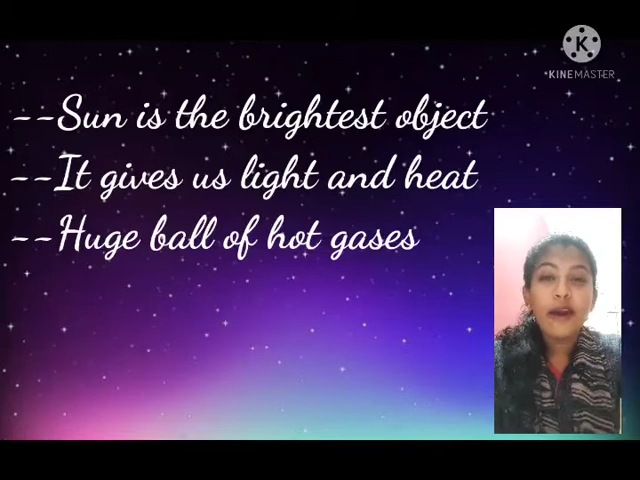 --Sun is the brightest object
--It gives us light and heat
--Huge ball of hot gases
K
KINEMASTER